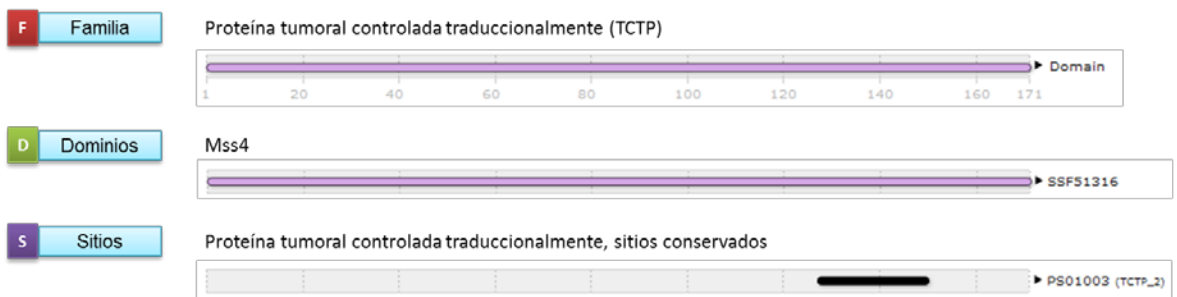 F Familia Proteína tumoral controlada traduccionalmente (TCTP)
Domain
1 20 40 60 80 100 120 140 160 171
D Dominios Mss4
SSF51316
S Sitios Proteína tumoral controlada traduccionalmente, sitios conservados
PS01003 (TCTP_2)